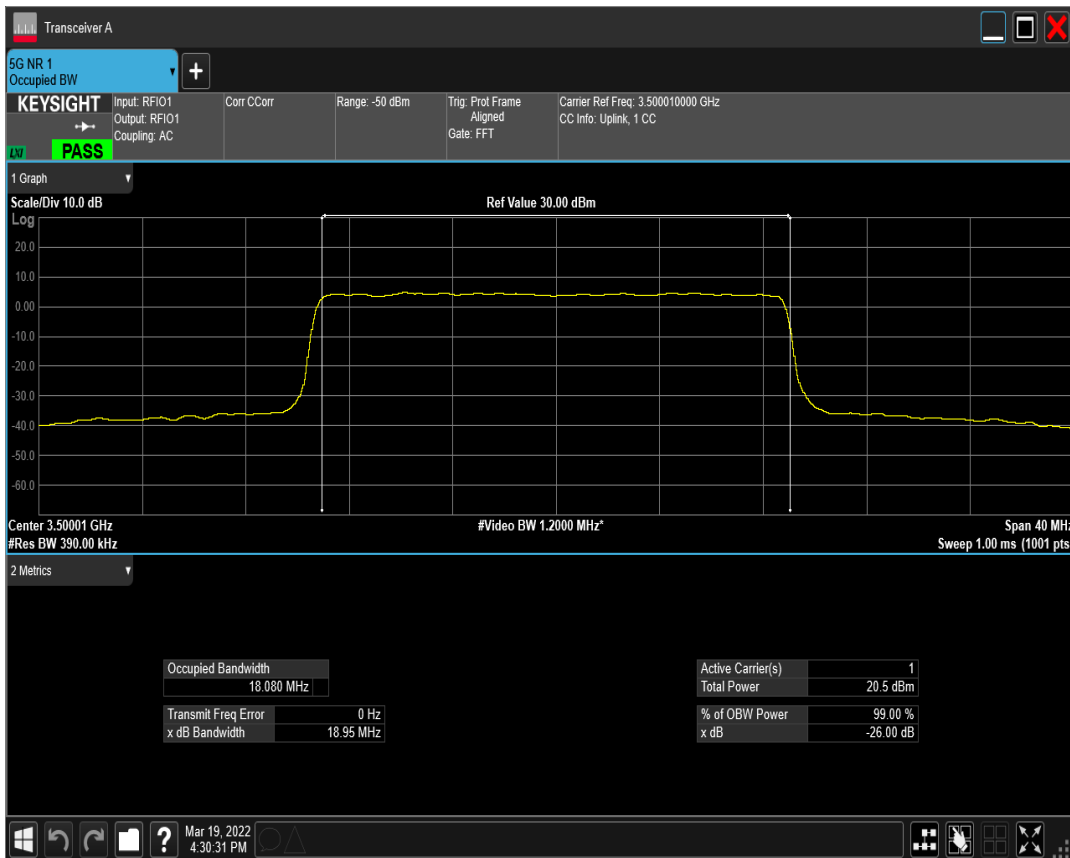 Transceiver A
5G NR 1
Occupied BW
KEYSIGHT
Input: RFIO1
Output: RFIO1
Coupling: AC
Corr CCorr
Range: -50 dBm
Trig: Prot Frame
Aligned
Gate: FFT
Carrier Ref Freq: 3.500010000 GHz
CC Info: Uplink, 1 CC
LXI
PASS
1 Graph
Scale/Div 10.0 dB
Ref Value 30.00 dBm
Log
20.0
10.0
0.00
-10.0
-20.0
-30.0
-40.0
-50.0
-60.0
Center 3.50001 GHz
#Video BW 1.2000 MHz*
Span 40 MHz
#Res BW 390.00 kHz
Sweep 1.00 ms (1001 pts
2 Metrics
Occupied Bandwidth
18.080 MHz
Transmit Freq Error 0 Hz
x dB Bandwidth 18.95 MHz
Active Carrier(s) 1
Total Power 20.5 dBm
% of OBW Power 99.00 %
x dB -26.00 dB
?
Mar 19, 2022
4:30:31 PM